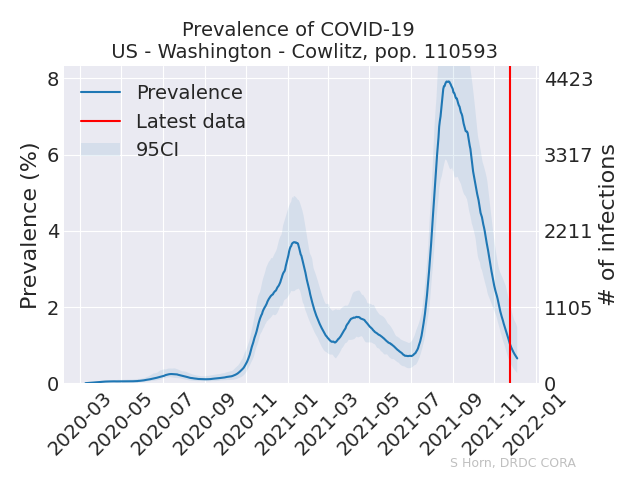 Prevalence of COVID-19
US - Washington - Cowlitz, pop. 110593
Prevalence (%)
8
6
4
2
0
Prevalence
Latest data
95CI
4423
3317
2211
1105
0
# of infections
2020-03
2020-05
2020-07
2020-09
2020-11
2021-01
2021-03
2021-05
2021-07
2021-09
2021-11
2022-01
S Horn, DRDC CORA